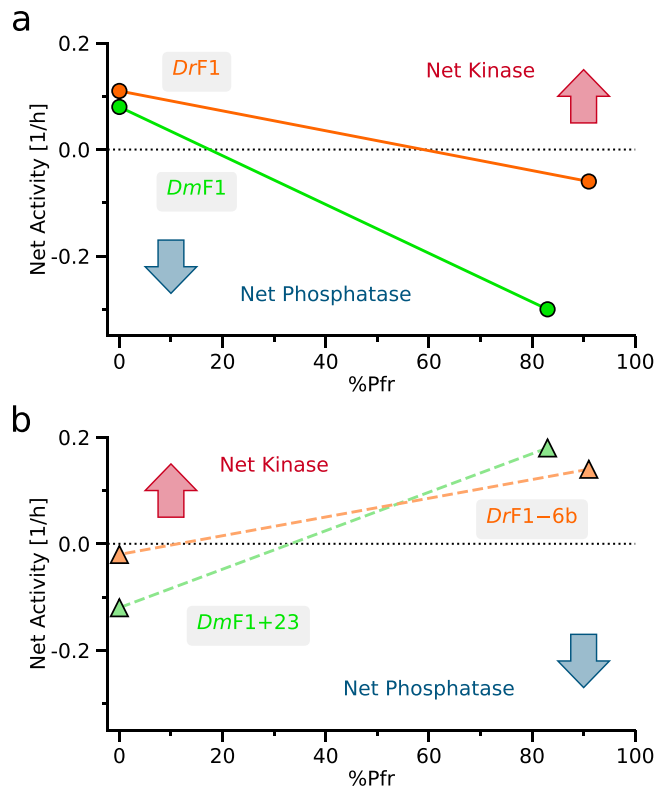 a
0.2
DrF1
Net Kinase
0.0
Net Activity [1/h]
DmF1
-0.2
Net Phosphatase
0 20 40 60 80 100
%Pfr
b
0.2
Net Kinase
DrF1−6b
0.0
Net Activity [1/h]
DmF1+23
-0.2
Net Phosphatase
0 20 40 60 80 100
%Pfr